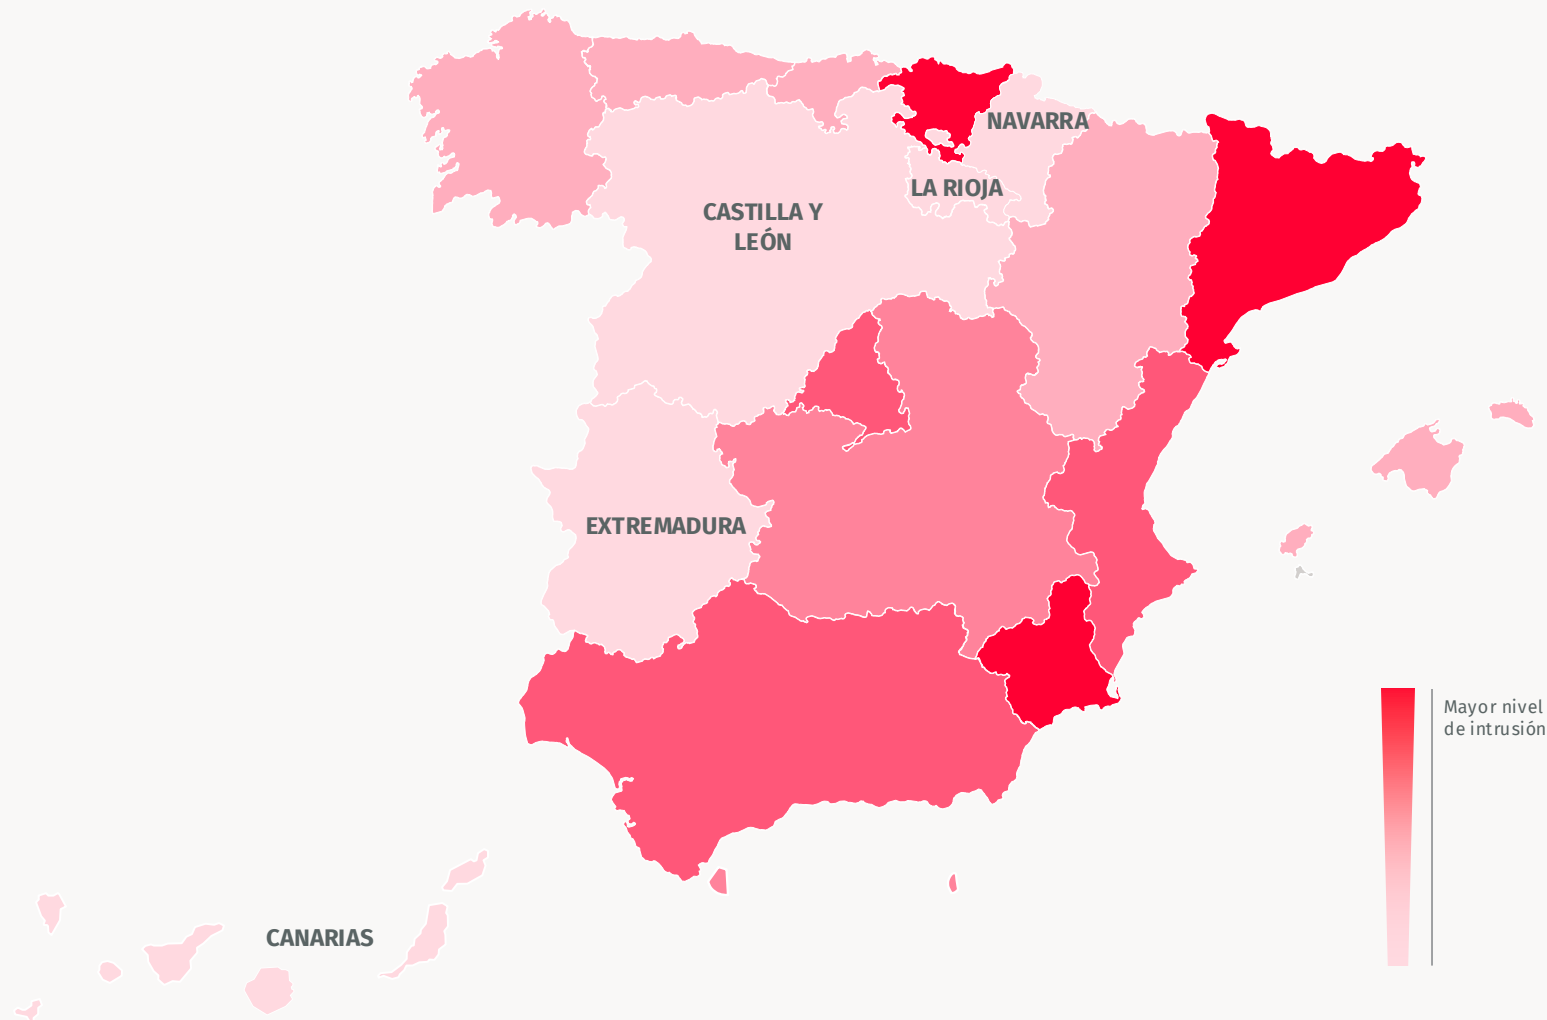 NAVARRA
LA RIOJA
CASTILLA Y
LEÓN
EXTREMADURA
Mayor nivel
de intrusión
CANARIAS